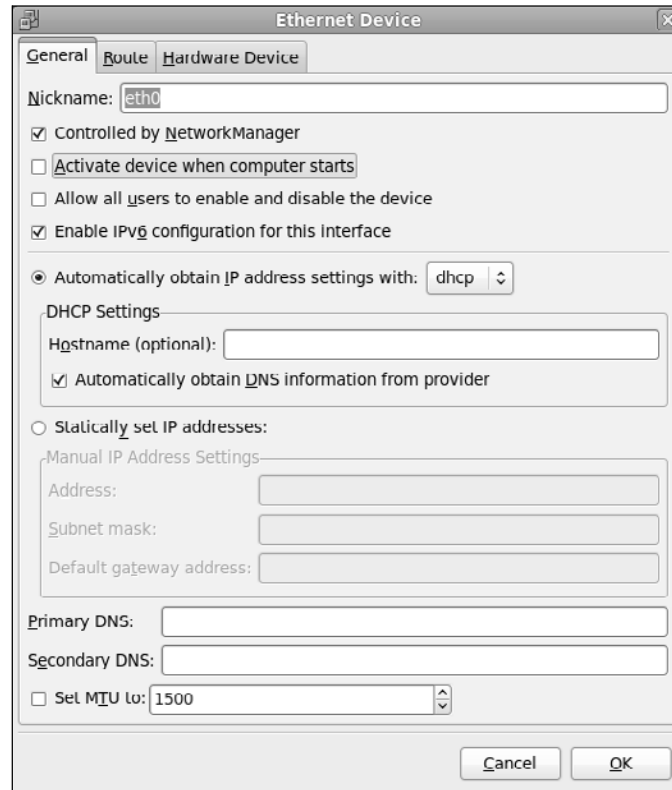 Ethernet Device
General Route Hardware Device
Nickname: eth0
Controlled by NetworkManager
Activate device when computer starts
Allow all users to enable and disable the device
Enable IPv6 configuration for this interface
Automatically obtain IP address settings with: dhcp
DHCP Settings
Hostname (optional):
Automatically obtain DNS information from provider
Statically set IP addresses:
Manual IP Address Settings
Address:
Subnet mask:
Default gateway address:
Primary DNS:
Secondary DNS:
Set MTU to: 1500
Cancel OK